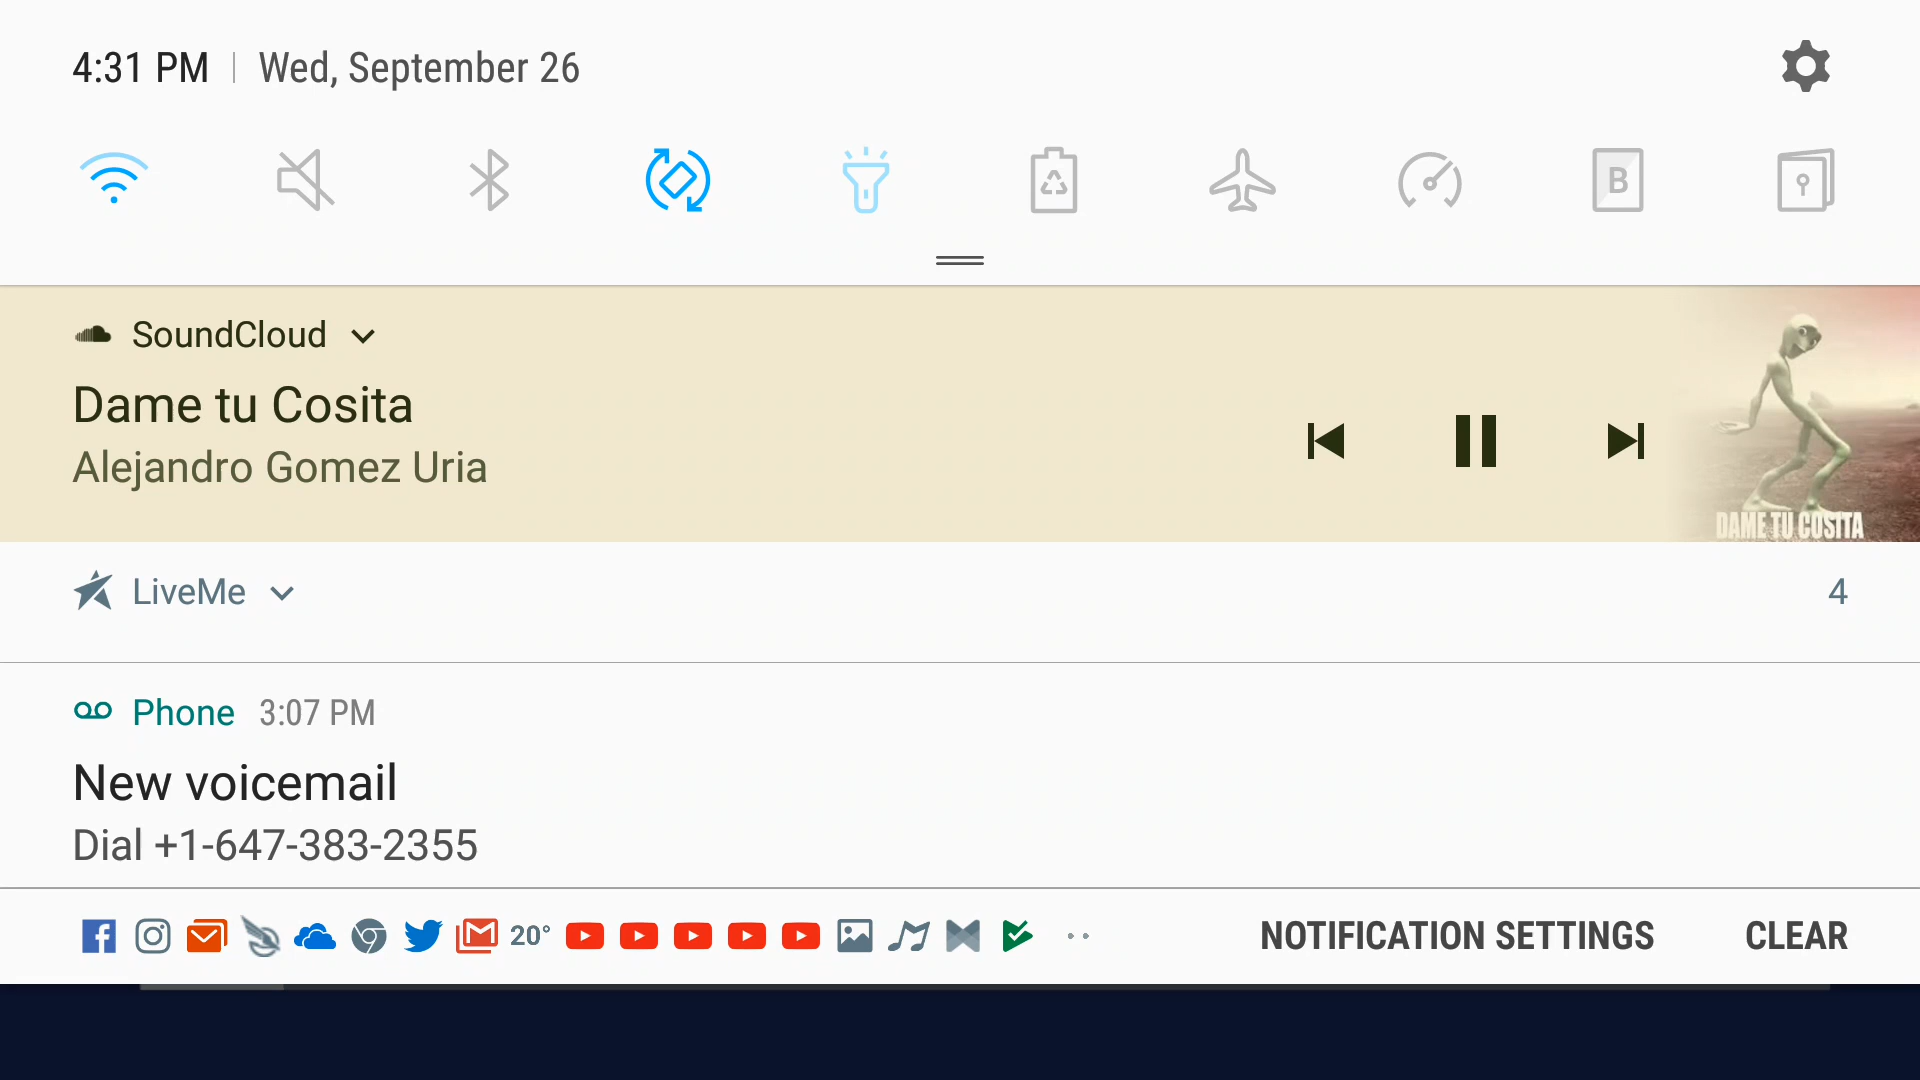 4:31 PM | Wed, September 26
B
SoundCloud
Dame tu Cosita
Alejandro Gomez Uria
DAME TU COSITA
LiveMe
4
Phone 3:07 PM
New voicemail
Dial +1-647-383-2355
20° NOTIFICATION SETTINGS CLEAR